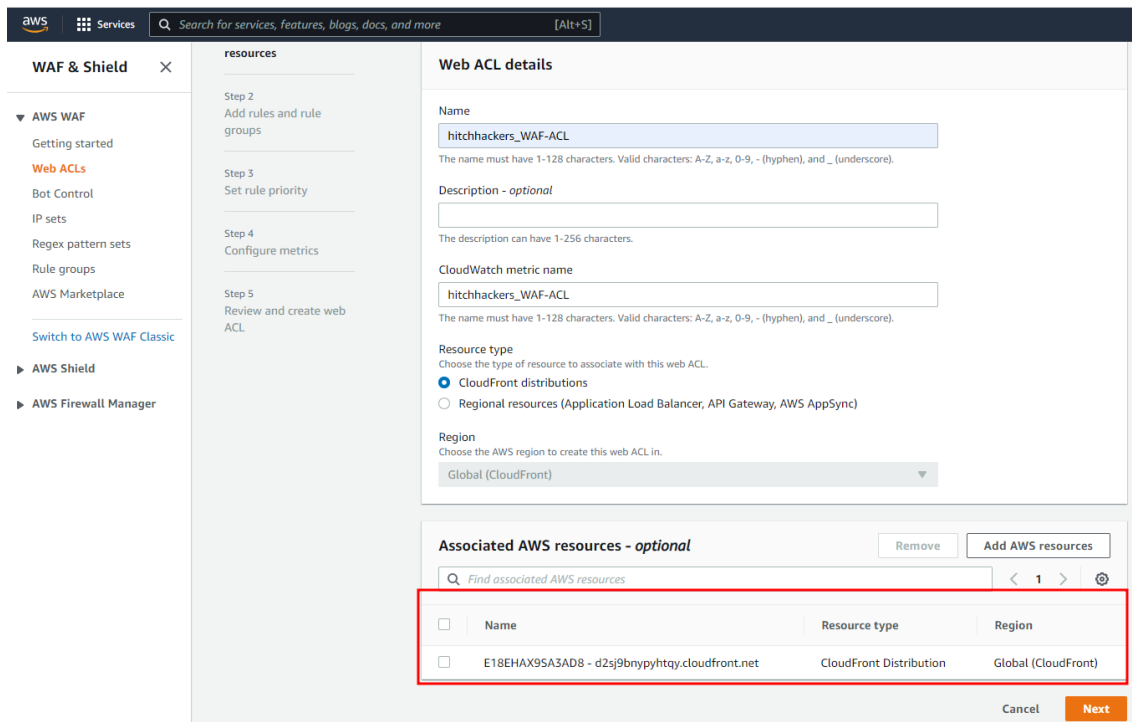 aws
Services
Search for services, features, blogs, docs, and more
[Alt+S]
WAF & Shield
AWS WAF
Getting started
Web ACLs
Bot Control
IP sets
Regex pattern sets
Rule groups
AWS Marketplace
Switch to AWS WAF Classic
AWS Shield
AWS Firewall Manager
resources
Step 2
Add rules and rule
groups
Step 3
Set rule priority
Step 4
Configure metrics
Step 5
Review and create web
ACL
Web ACL details
Name
hitchhackers_WAF-ACL
The name must have 1-128 characters. Valid characters: A-Z, a-z, 0-9, - (hyphen), and _ (underscore).
Description - optional
The description can have 1-256 characters.
CloudWatch metric name
hitchhackers_WAF-ACL
The name must have 1-128 characters. Valid characters: A-Z, a-z, 0-9, - (hyphen), and _ (underscore).
Resource type
Choose the type of resource to associate with this web ACL.
CloudFront distributions
Regional resources (Application Load Balancer, API Gateway, AWS AppSync)
Region
Choose the AWS region to create this web ACL in.
Global (CloudFront)
Associated AWS resources - optional
Remove
Add AWS resources
Find associated AWS resources
1
Name
Resource type
Region
E18EHAX9SA3AD8 - d2sj9bnypyhtqy.cloudfront.net
CloudFront Distribution
Global (CloudFront)
Cancel
Next